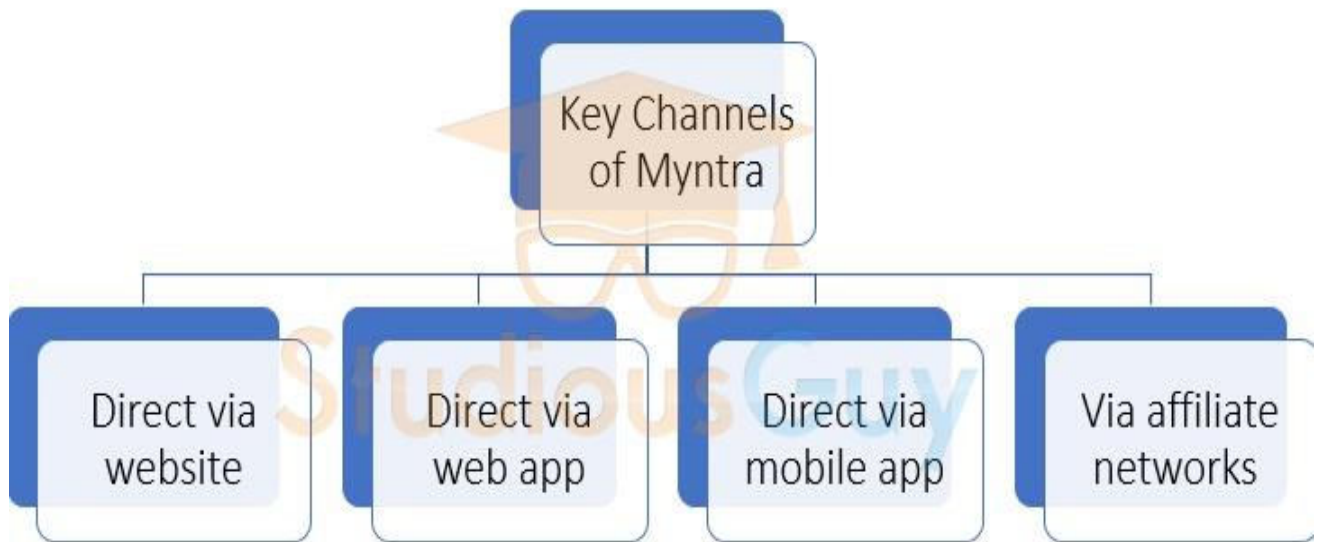 Key Channels
of Myntra
StudiousGuy
Direct via
website
Direct via
web app
Direct via
mobile app
Via affiliate
networks